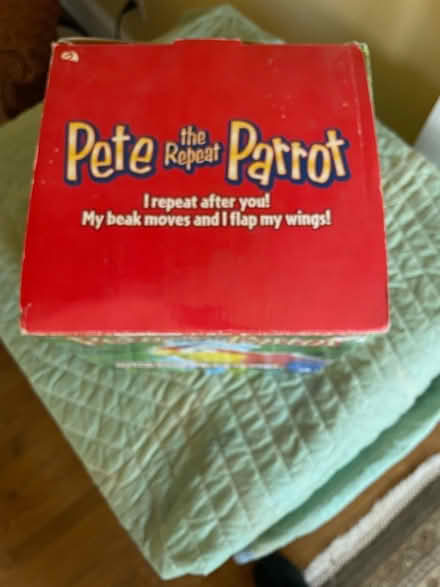 Pete the Repeat Parrot
I repeat after you!
My beak moves and I flap my wings!